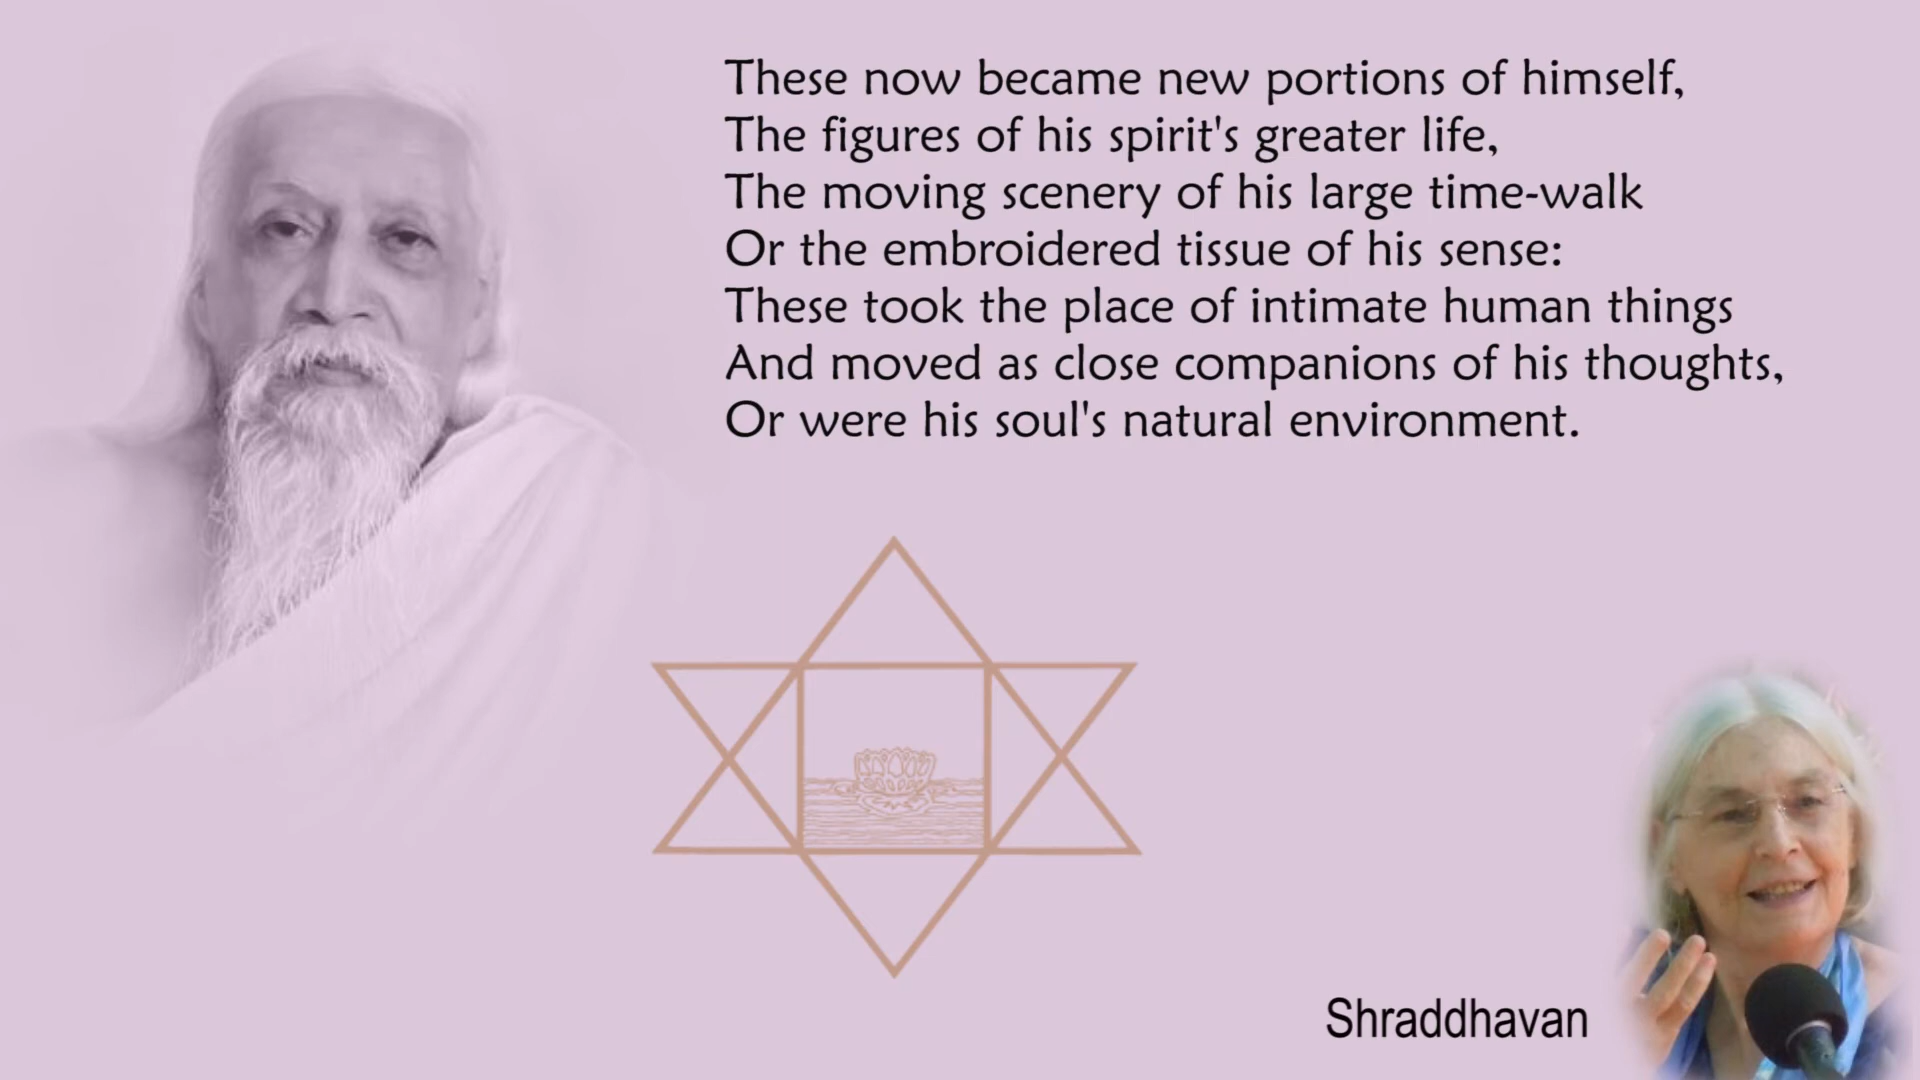 These now became new portions of himself,
The figures of his spirit's greater life,
The moving scenery of his large time-walk
Or the embroidered tissue of his sense:
These took the place of intimate human things
And moved as close companions of his thoughts,
Or were his soul's natural environment.
Shraddhavan